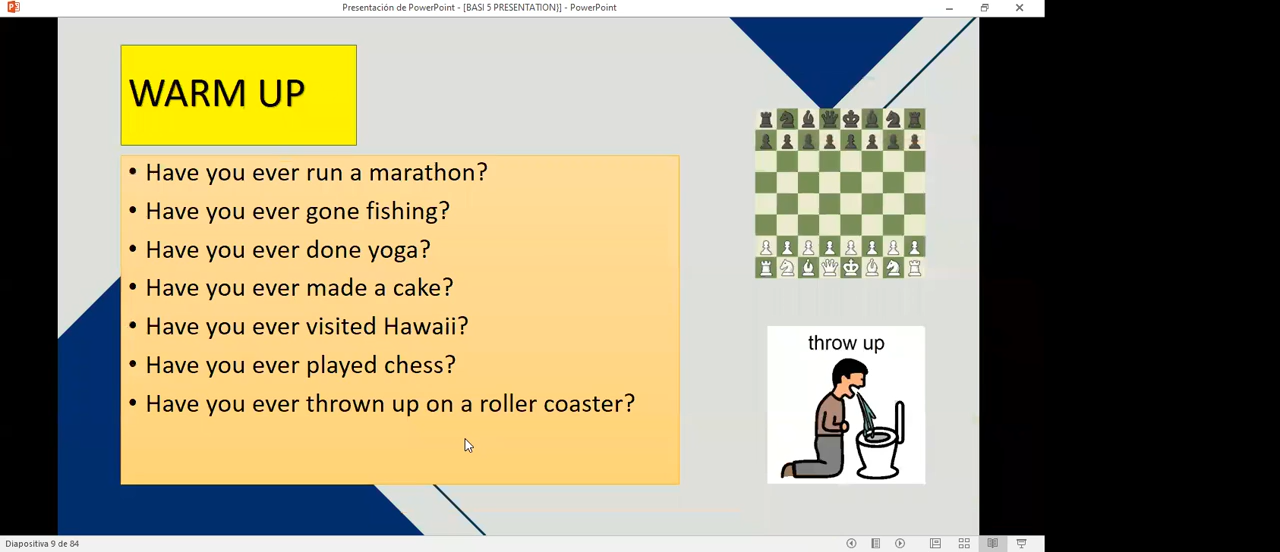 Presentación de PowerPoint - [BASI 5 PRESENTATION)] - PowerPoint
WARM UP
• Have you ever run a marathon?
• Have you ever gone fishing?
• Have you ever done yoga?
• Have you ever made a cake?
• Have you ever visited Hawaii?
• Have you ever played chess?
• Have you ever thrown up on a roller coaster?
throw up
Diapositiva 9 de 84